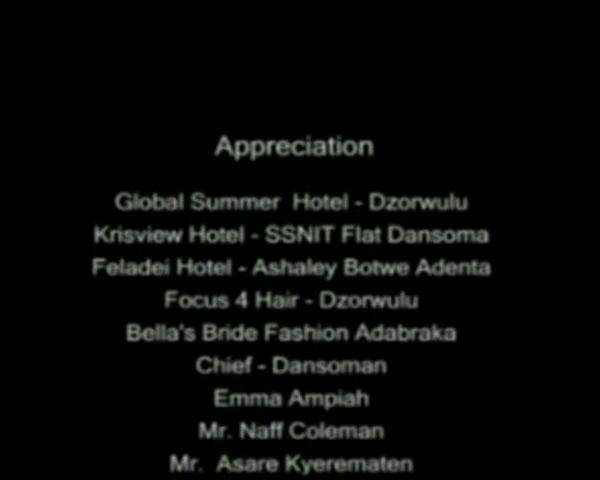 Appreciation
Global Summer Hotel - Dzorwulu
Krisview Hotel - SSNIT Flat Dansoma
Feladei Hotel - Ashaley Botwe Adenta
Focus 4 Hair - Dzorwulu
Bella's Bride Fashion Adabraka
Chief - Dansoman
Emma Ampiah
Mr. Naff Coleman
Mr. Asare Kyerematen